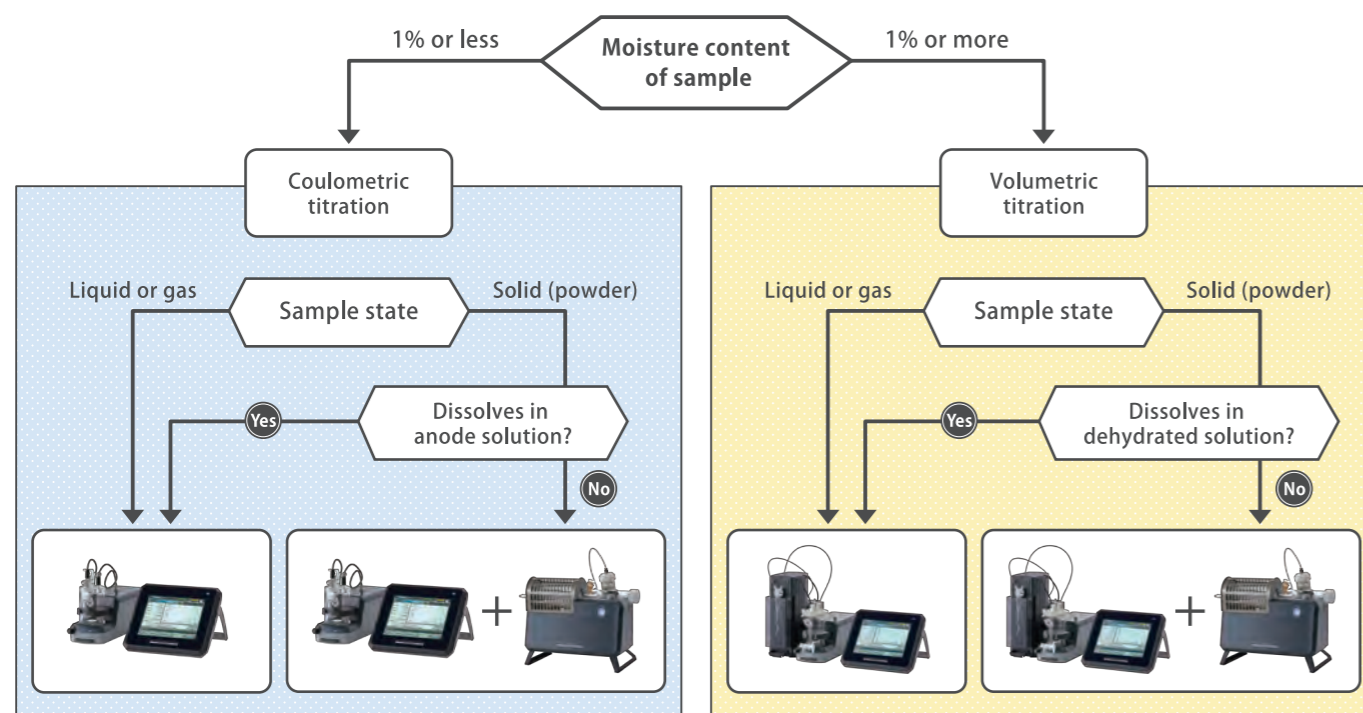 1% or less
Moisture content
of sample
1% or more
Coulometric
titration
Volumetric
titration
Liquid or gas
Sample state
Solid (powder)
Liquid or gas
Sample state
Solid (powder)
Yes
Dissolves in
anode solution?
No
Yes
Dissolves in
dehydrated solution?
No